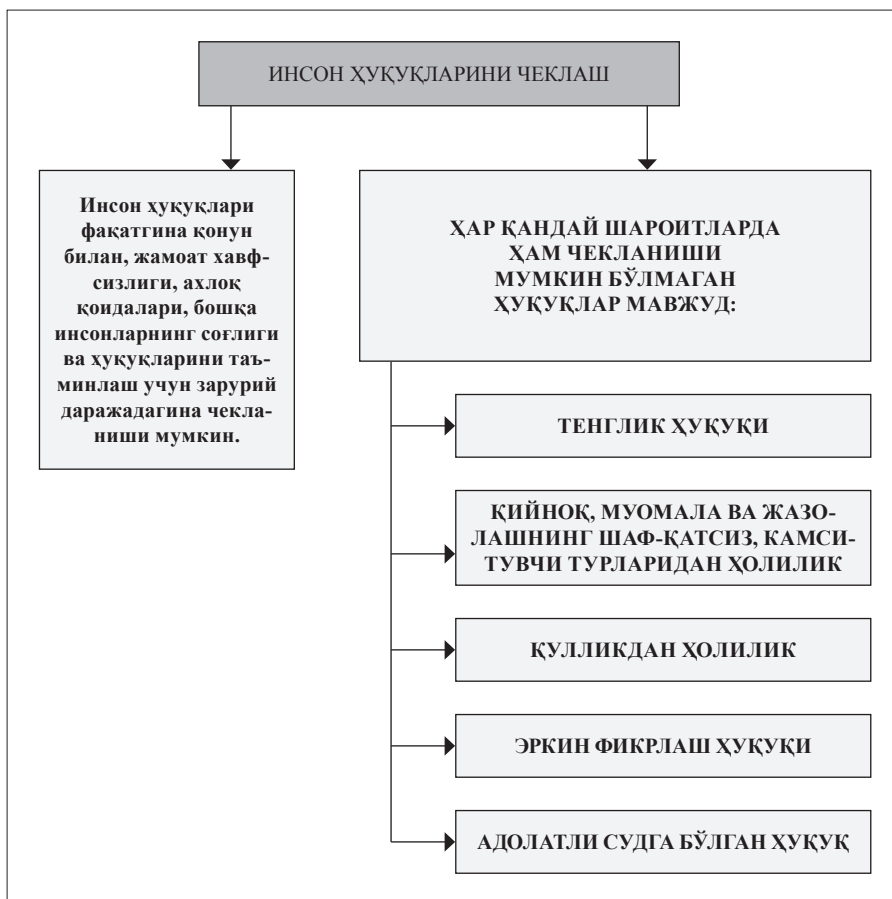 ИНСОН ҲУҚУҚЛАРИНИ ЧЕКЛАШ
Инсон ҳуқуқлари
фақатгина қонун
билан, жамоат хавф-
сизлиги, ахлоқ
қоидалари, бошқа
инсонларнинг соғлиги
ва ҳуқуқларини таъ-
минлаш учун зарурий
даражадагина чекла-
ниши мумкин.
ҲАР ҚАНДАЙ ШАРОИТЛАРДА
ҲАМ ЧЕКЛАНИШИ
МУМКИН БЎЛМАГАН
ҲУҚУҚЛАР МАВЖУД:
ТЕНГЛИК ҲУҚУҚИ
ҚИЙНОҚ, МУОМАЛА ВА ЖАЗО-
ЛАШНИНГ ШАФ-ҚАТСИЗ, КАМСИ-
ТУВЧИ ТУРЛАРИДАН ҲОЛИЛИК
ҚУЛЛИКДАН ҲОЛИЛИК
ЭРКИН ФИКРЛАШ ҲУҚУҚИ
АДОЛАТЛИ СУДГА БЎЛГАН ҲУҚУҚ